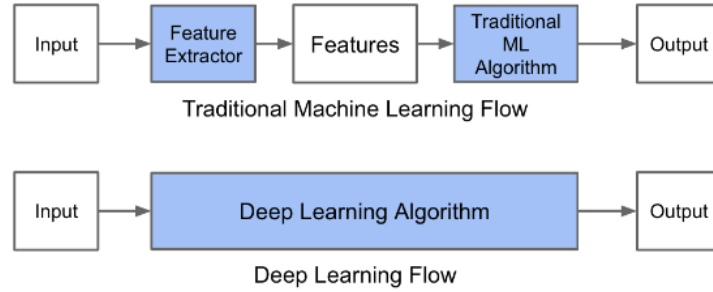 Input
Feature
Extractor
Features
Traditional
ML
Algorithm
Output
Traditional Machine Learning Flow
Input
Deep Learning Algorithm
Output
Deep Learning Flow